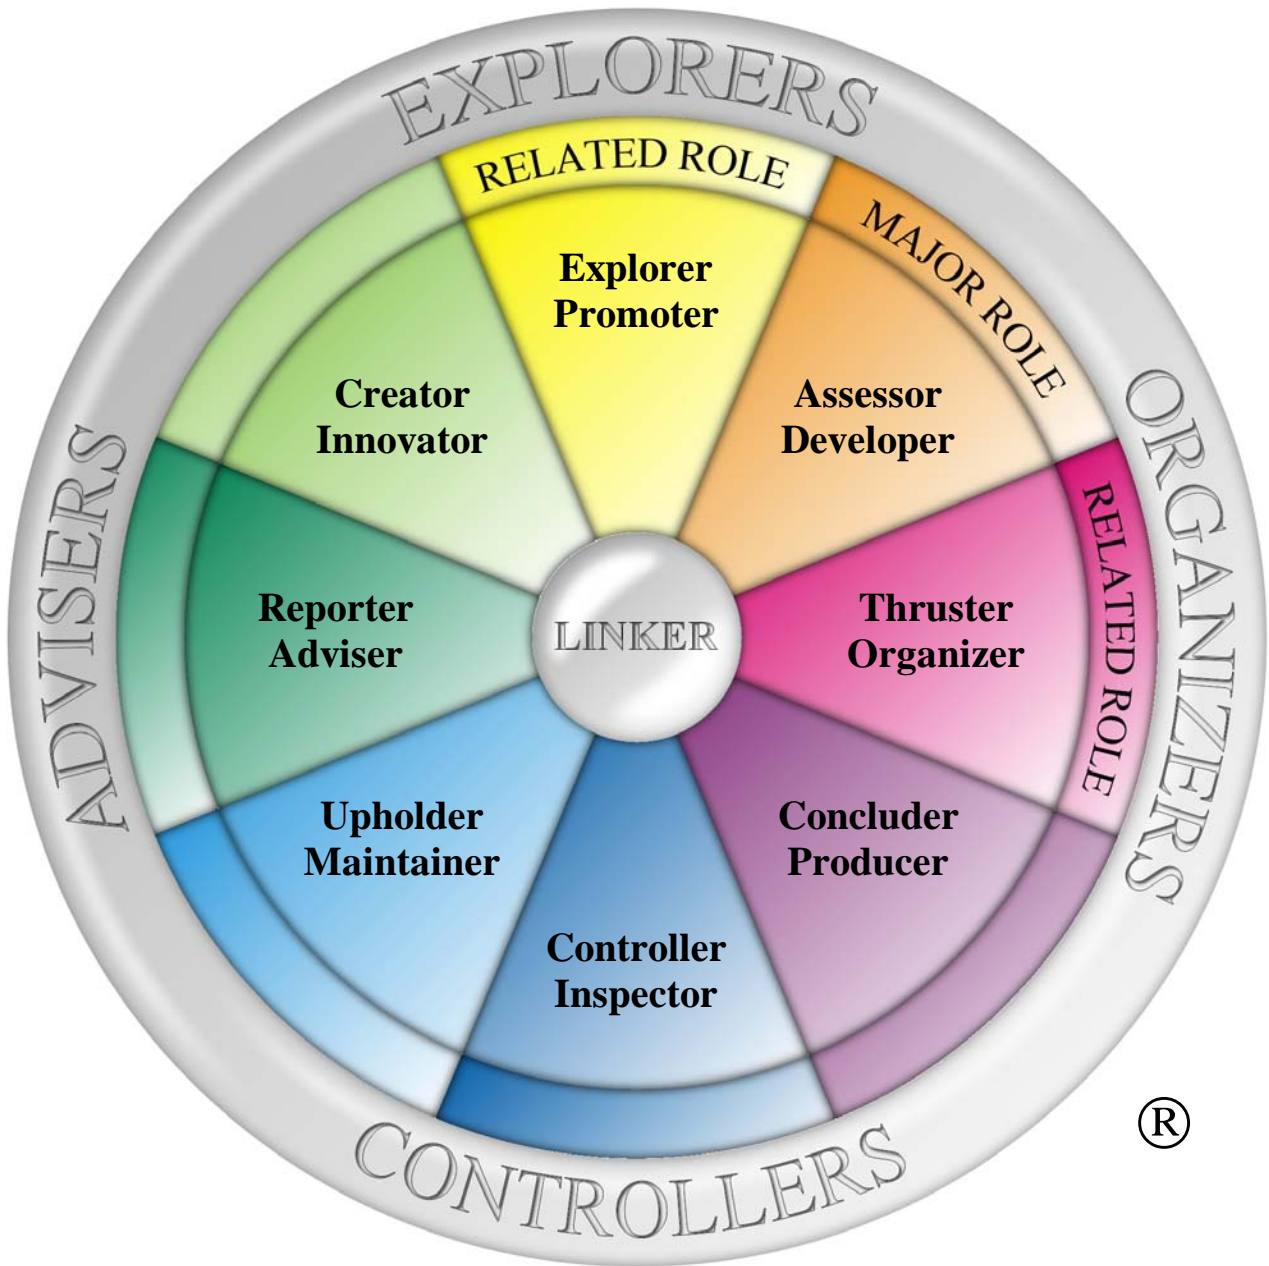 EXPLORERS
RELATED ROLE
MAJOR ROLE
Explorer
Promoter
Creator
Innovator
Assessor
Developer
ORGANIZERS
RELATED ROLE
ADVISERS
Reporter
Adviser
LINKER
Thruster
Organizer
Upholder
Maintainer
Concluder
Producer
Controller
Inspector
CONTROLLERS
®